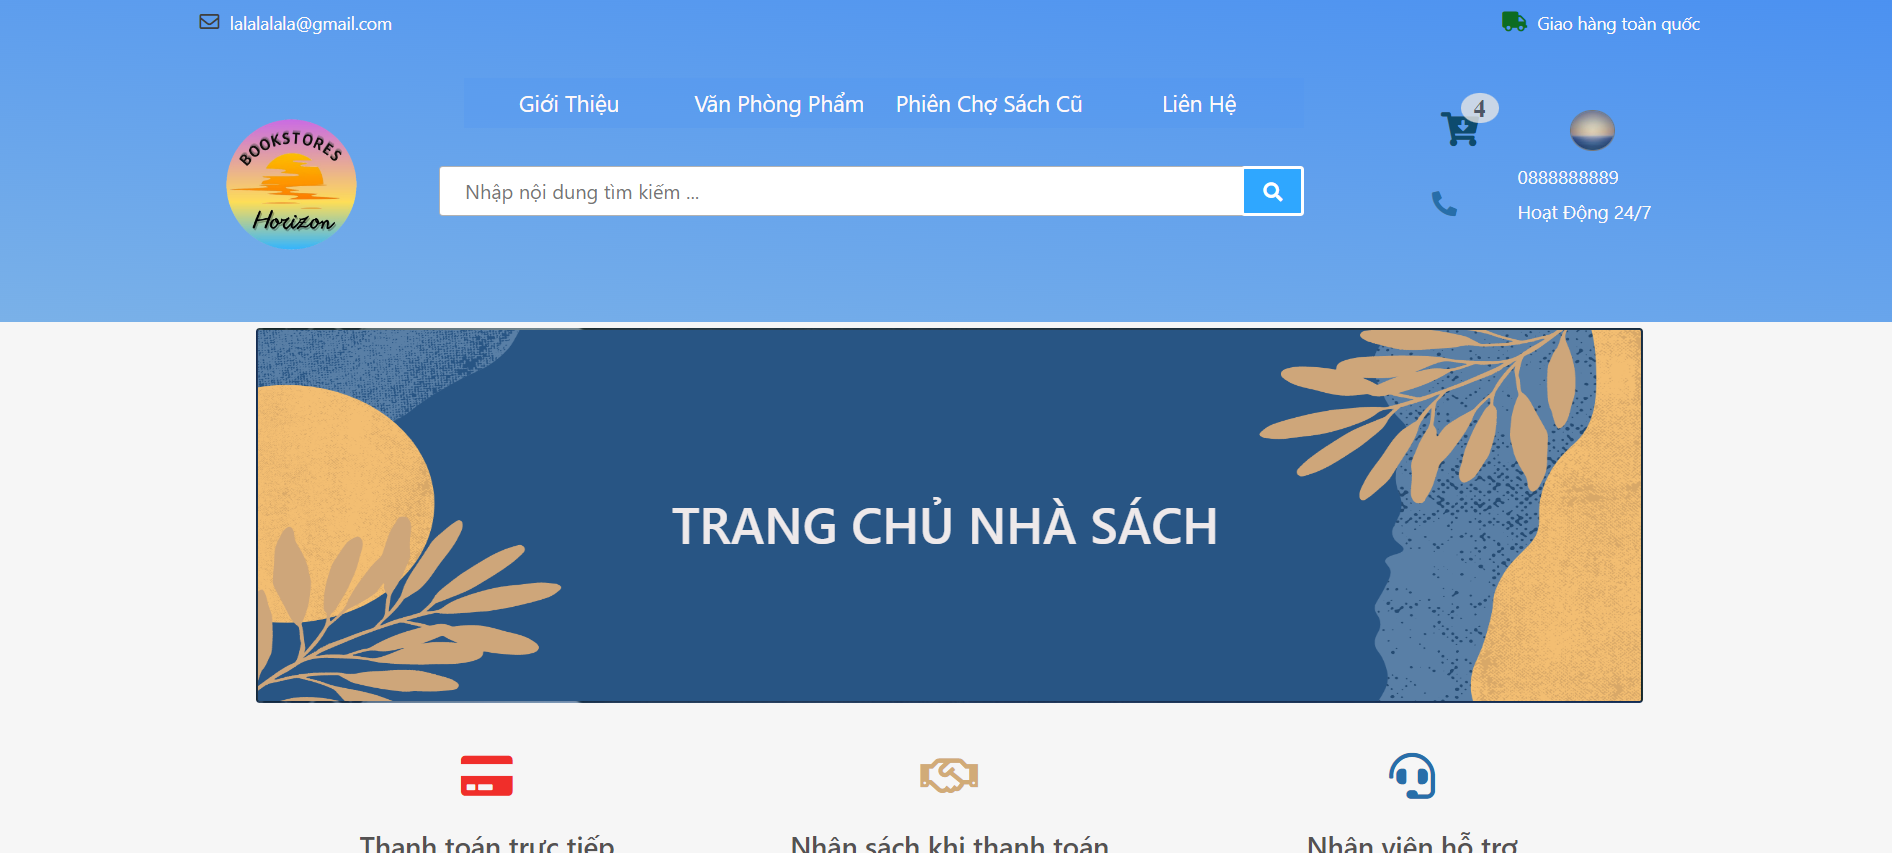 lalalalala@gmail.com
Giao hàng toàn quốc
Giới Thiệu
Văn Phòng Phẩm
Phiên Chợ Sách Cũ
Liên Hệ
4
BOOKSTORES
Horizon
Nhập nội dung tìm kiếm ...
0888888889
Hoạt Động 24/7
TRANG CHỦ NHÀ SÁCH
Thanh toán trực tiếp
Nhận sách khi thanh toán
Nhân viên hỗ trợ